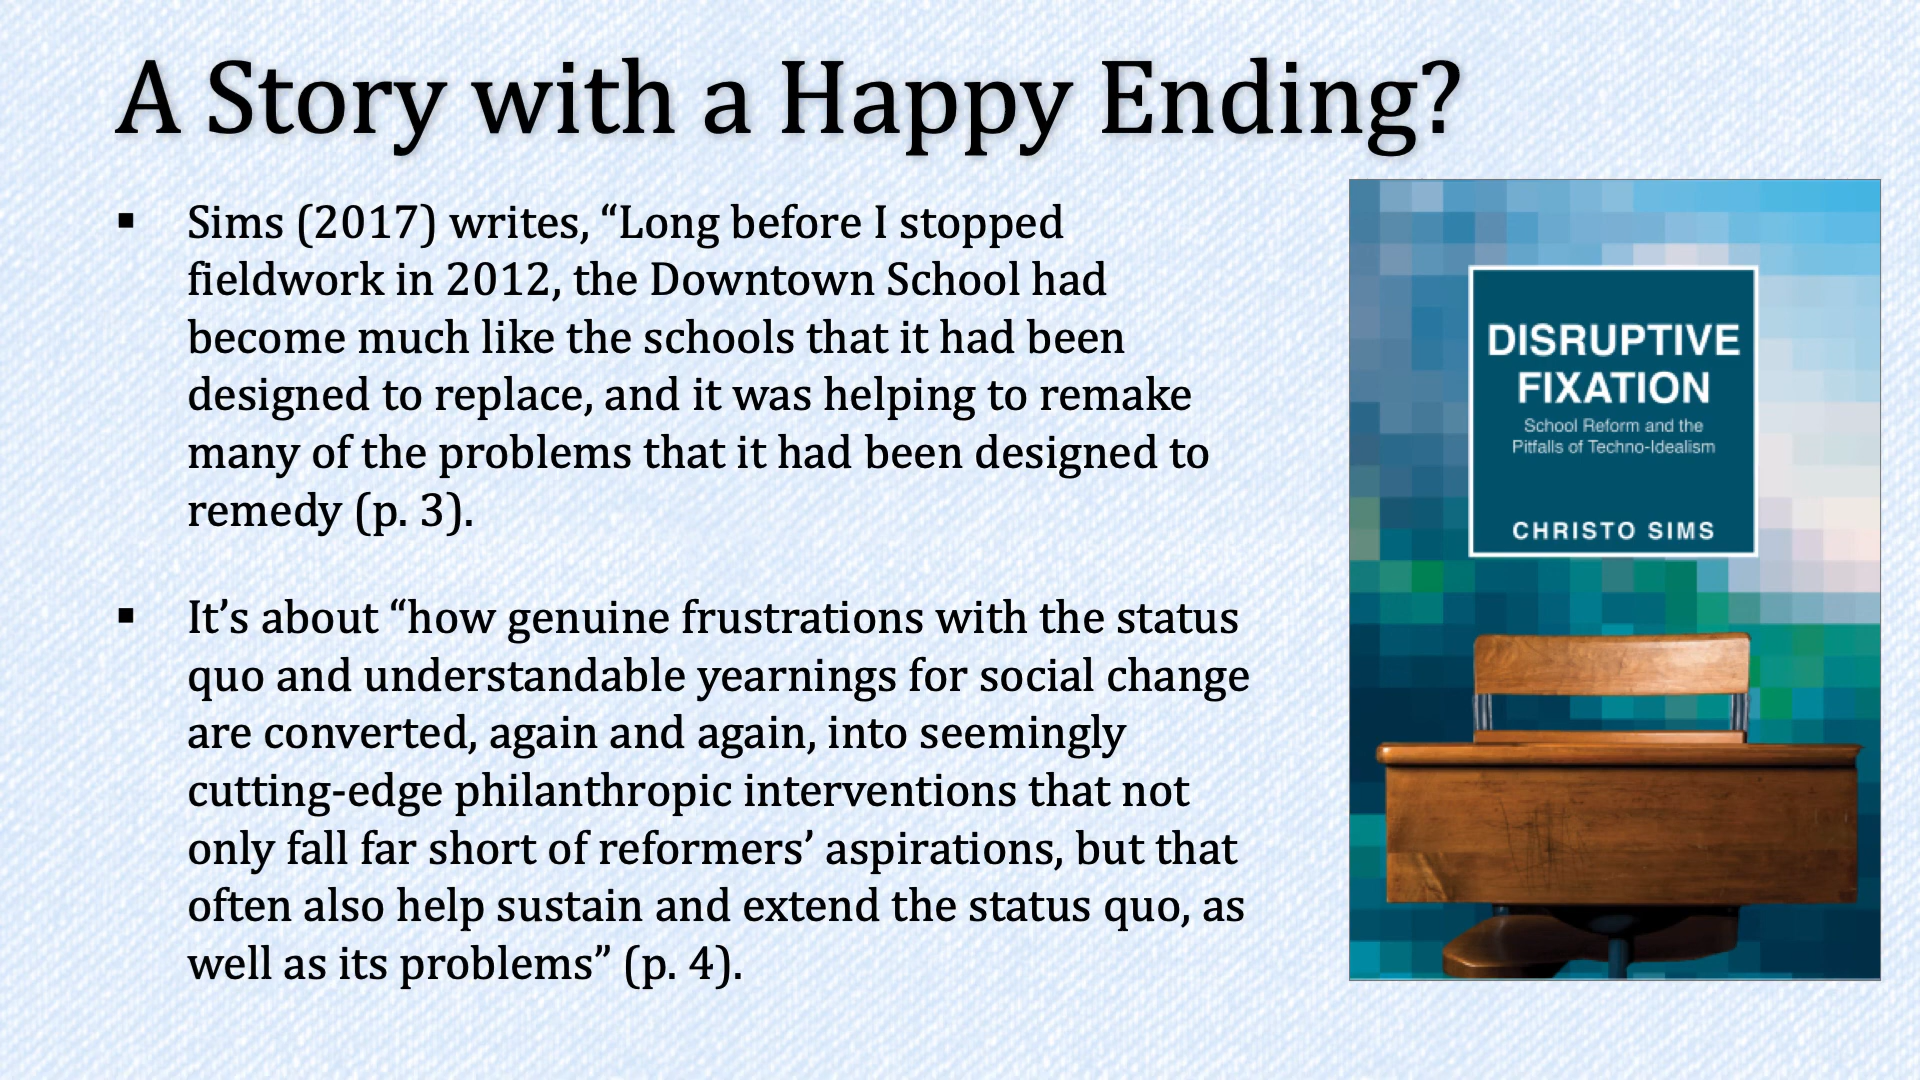 A Story with a Happy Ending?
▪ Sims (2017) writes, “Long before I stopped
fieldwork in 2012, the Downtown School had
become much like the schools that it had been
designed to replace, and it was helping to remake
many of the problems that it had been designed to
remedy (p. 3).
▪ It’s about “how genuine frustrations with the status
quo and understandable yearnings for social change
are converted, again and again, into seemingly
cutting-edge philanthropic interventions that not
only fall far short of reformers’ aspirations, but that
often also help sustain and extend the status quo, as
well as its problems” (p. 4).
DISRUPTIVE
FIXATION
School Reform and the
Pitfalls of Techno-Idealism
CHRISTO SIMS